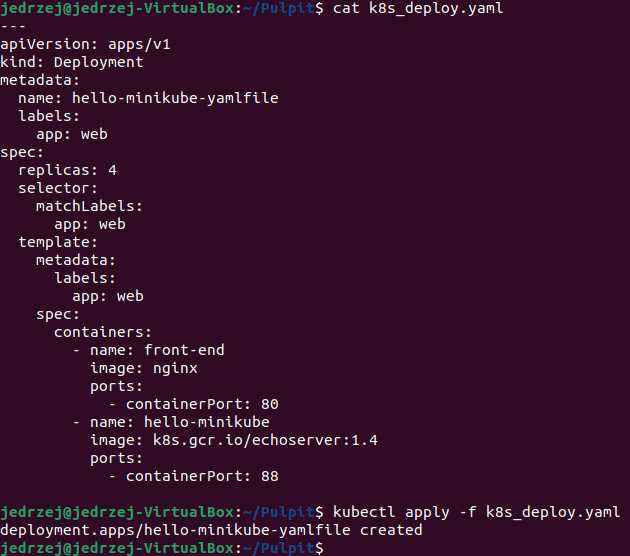 jedrzej@jedrzej-VirtualBox:~/Pulpit$ cat k8s_deploy.yaml
---
apiVersion: apps/v1
kind: Deployment
metadata:
  name: hello-minikube-yamlfile
  labels:
    app: web
spec:
  replicas: 4
  selector:
    matchLabels:
      app: web
  template:
    metadata:
      labels:
        app: web
    spec:
      containers:
        - name: front-end
          image: nginx
          ports:
            - containerPort: 80
        - name: hello-minikube
          image: k8s.gcr.io/echoserver:1.4
          ports:
            - containerPort: 88

jedrzej@jedrzej-VirtualBox:~/Pulpit$ kubectl apply -f k8s_deploy.yaml
deployment.apps/hello-minikube-yamlfile created
jedrzej@jedrzej-VirtualBox:~/Pulpit$